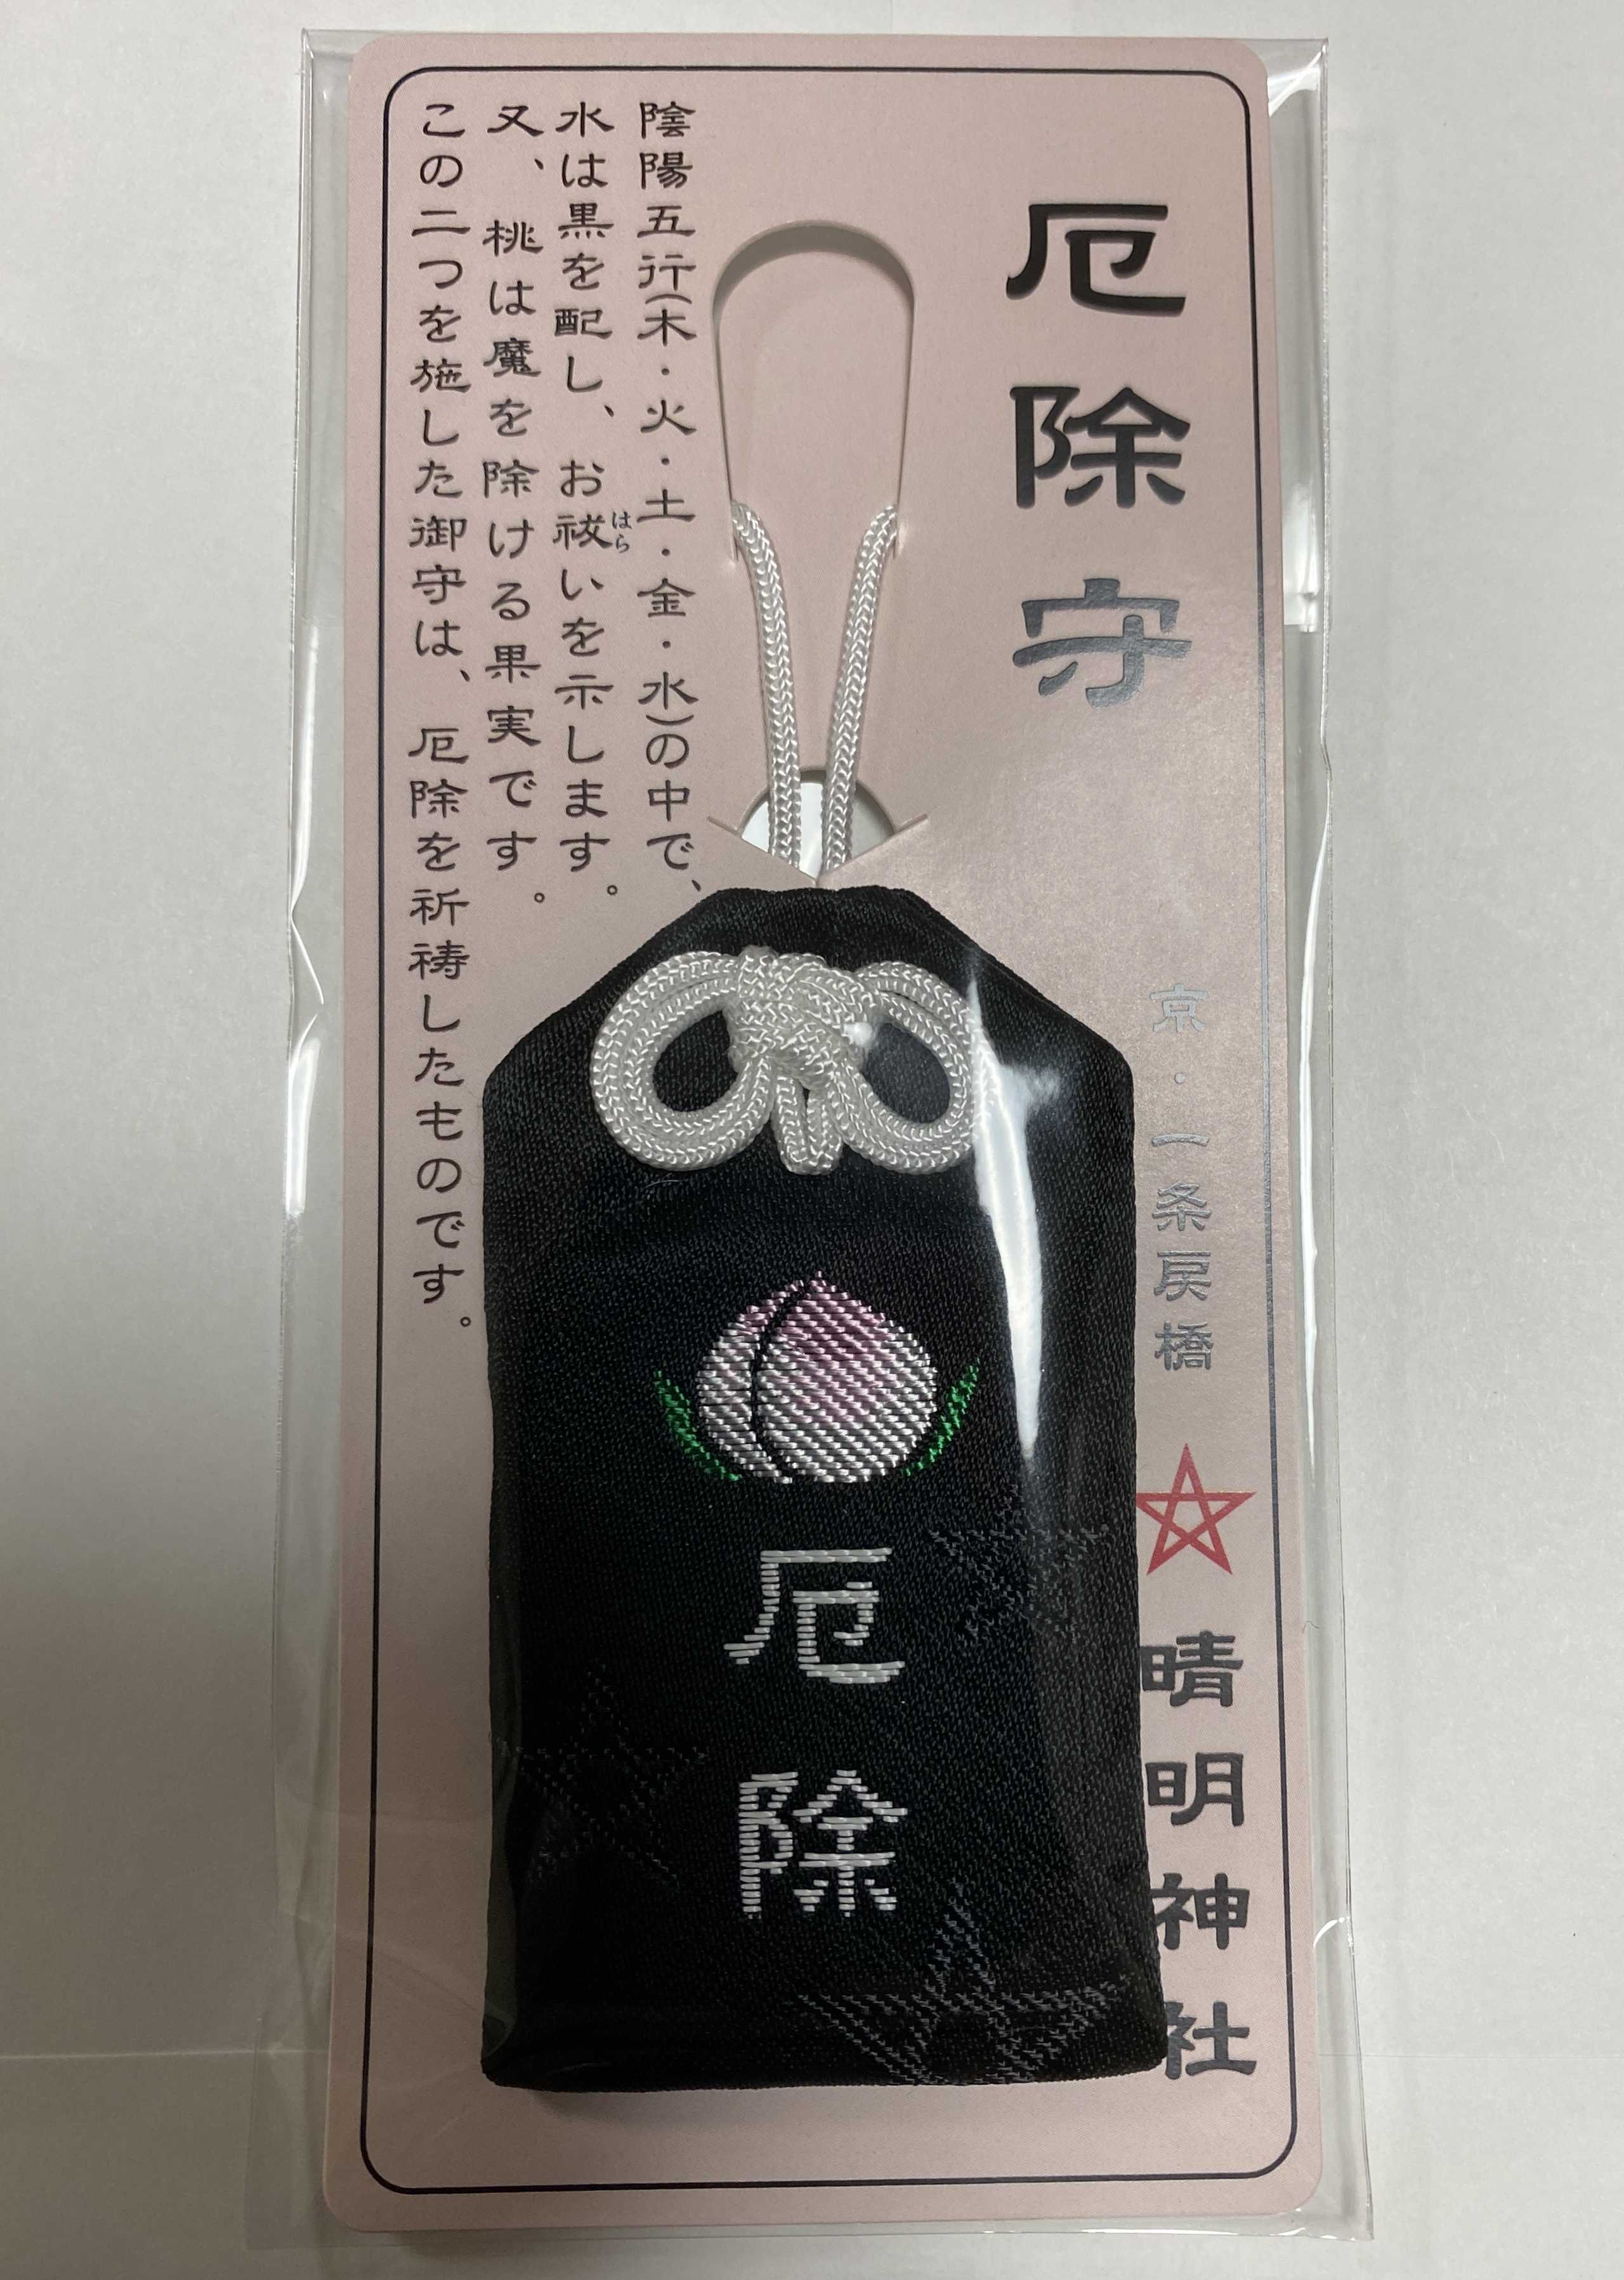 厄除守
京・一条戻橋
晴明神社
陰陽五行(木・火・土・金・水)の中で、
水は黒を配し、お祓いを示します。
はら
又、桃は魔を除ける果実です。
この二つを施した御守は、厄除を祈祷したものです。
厄除